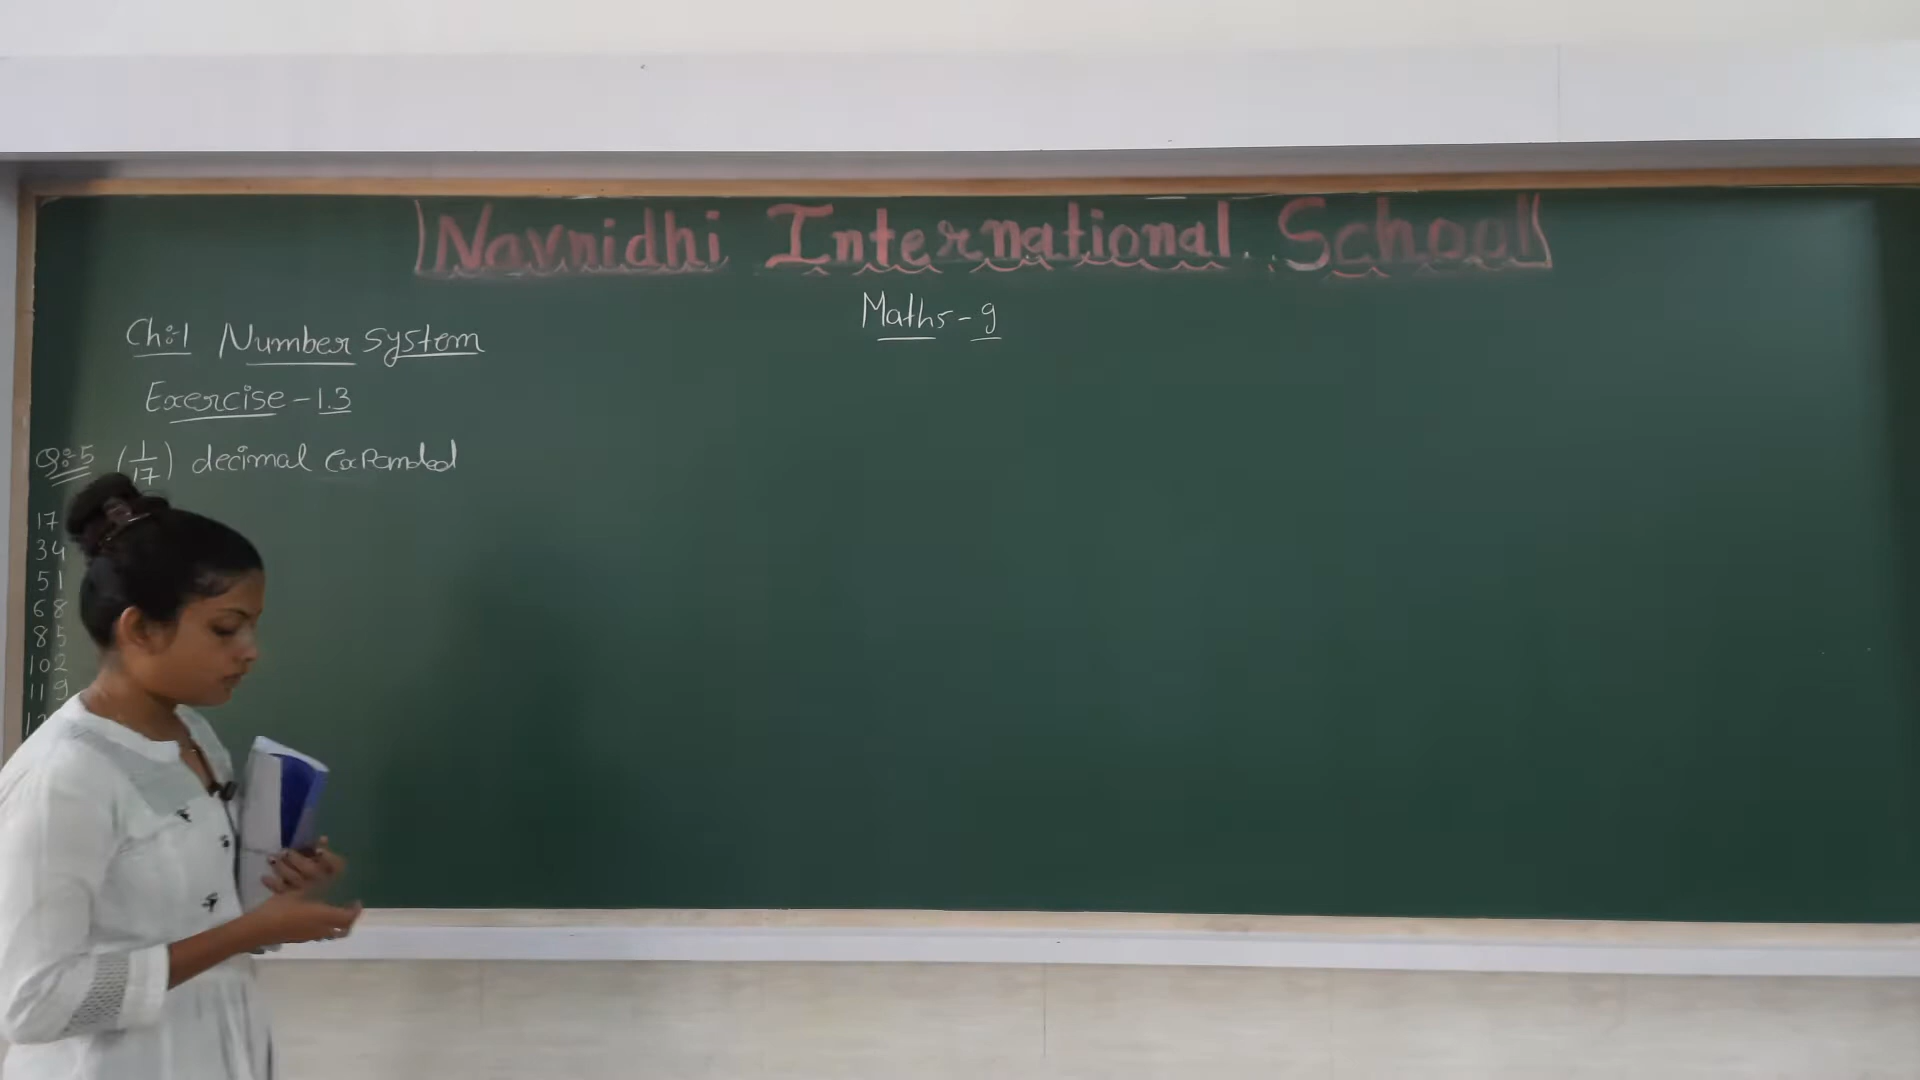 Navnidhi International School
Maths-9
Ch:1 Number system
Exercise-1.3
Q:5 (1/17) decimal expanded
17
34
51
68
85
102
119